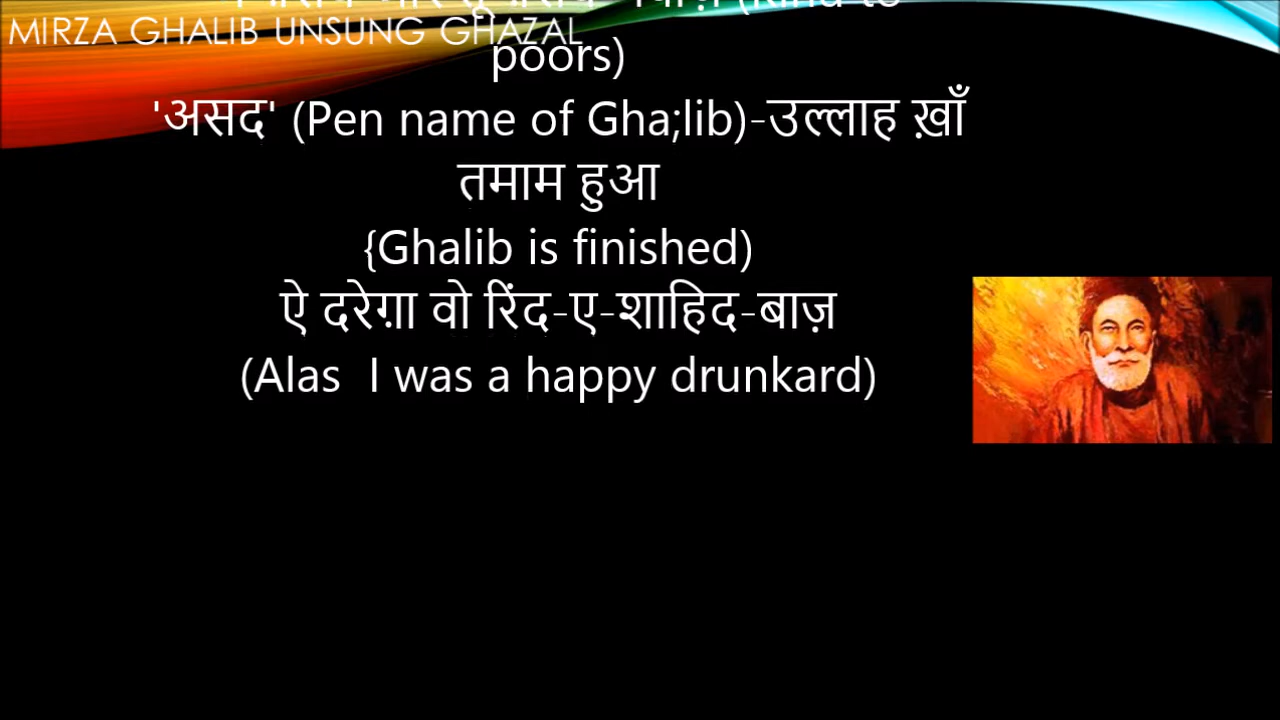 MIRZA GHALIB UNSUNG GHAZAL
poors)
'असद' (Pen name of Gha;lib)-उल्लाह ख़ाँ
तमाम हुआ
{Ghalib is finished)
ऐ दरेग़ा वो रिंद-ए-शाहिद-बाज़
(Alas  I was a happy drunkard)